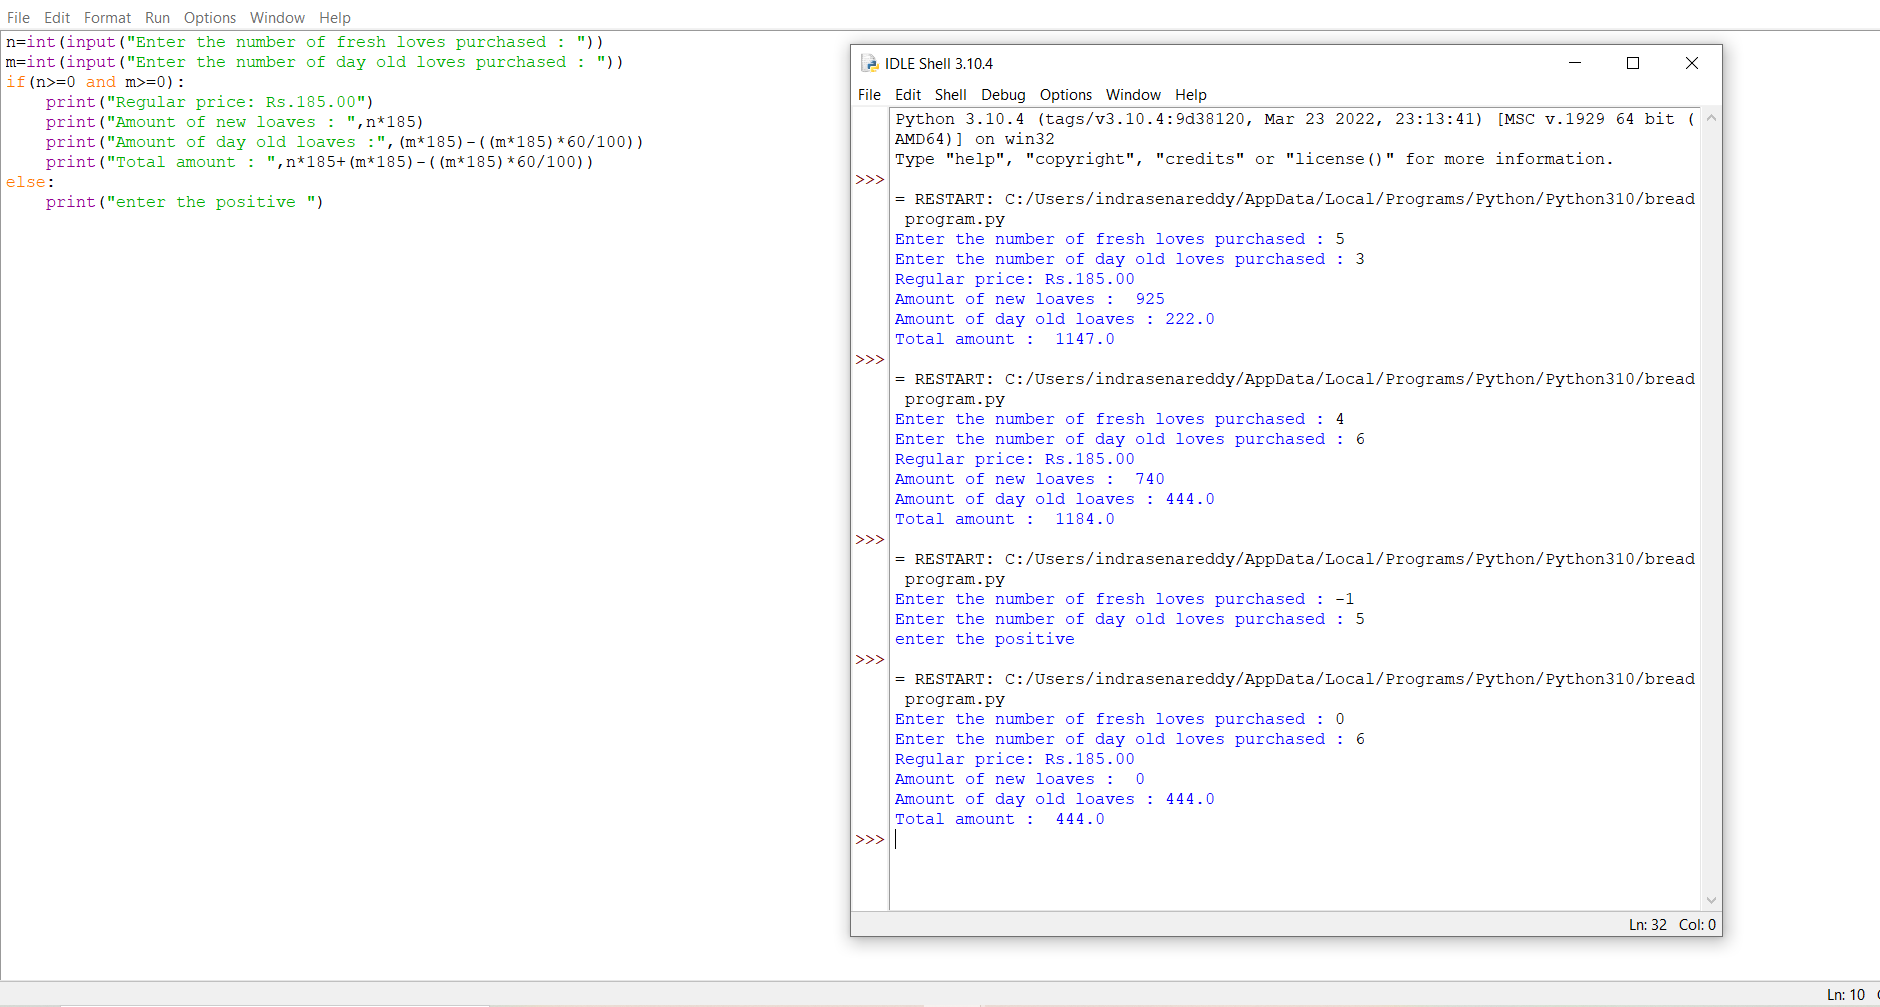 File Edit Format Run Options Window Help
n=int(input("Enter the number of fresh loves purchased : "))
m=int(input("Enter the number of day old loves purchased : "))
if(n>=0 and m>=0):
    print("Regular price: Rs.185.00")
    print("Amount of new loaves : ",n*185)
    print("Amount of day old loaves :",(m*185)-((m*185)*60/100))
    print("Total amount : ",n*185+(m*185)-((m*185)*60/100))
else:
    print("enter the positive ")
Ln: 10
IDLE Shell 3.10.4
File Edit Shell Debug Options Window Help
Python 3.10.4 (tags/v3.10.4:9d38120, Mar 23 2022, 23:13:41) [MSC v.1929 64 bit (
AMD64)] on win32
Type "help", "copyright", "credits" or "license()" for more information.
>>>
= RESTART: C:/Users/indrasenareddy/AppData/Local/Programs/Python/Python310/bread
 program.py
Enter the number of fresh loves purchased : 5
Enter the number of day old loves purchased : 3
Regular price: Rs.185.00
Amount of new loaves :  925
Amount of day old loaves : 222.0
Total amount :  1147.0
>>>
= RESTART: C:/Users/indrasenareddy/AppData/Local/Programs/Python/Python310/bread
 program.py
Enter the number of fresh loves purchased : 4
Enter the number of day old loves purchased : 6
Regular price: Rs.185.00
Amount of new loaves :  740
Amount of day old loaves : 444.0
Total amount :  1184.0
>>>
= RESTART: C:/Users/indrasenareddy/AppData/Local/Programs/Python/Python310/bread
 program.py
Enter the number of fresh loves purchased : -1
Enter the number of day old loves purchased : 5
enter the positive
>>>
= RESTART: C:/Users/indrasenareddy/AppData/Local/Programs/Python/Python310/bread
 program.py
Enter the number of fresh loves purchased : 0
Enter the number of day old loves purchased : 6
Regular price: Rs.185.00
Amount of new loaves :  0
Amount of day old loaves : 444.0
Total amount :  444.0
>>>
Ln: 32 Col: 0